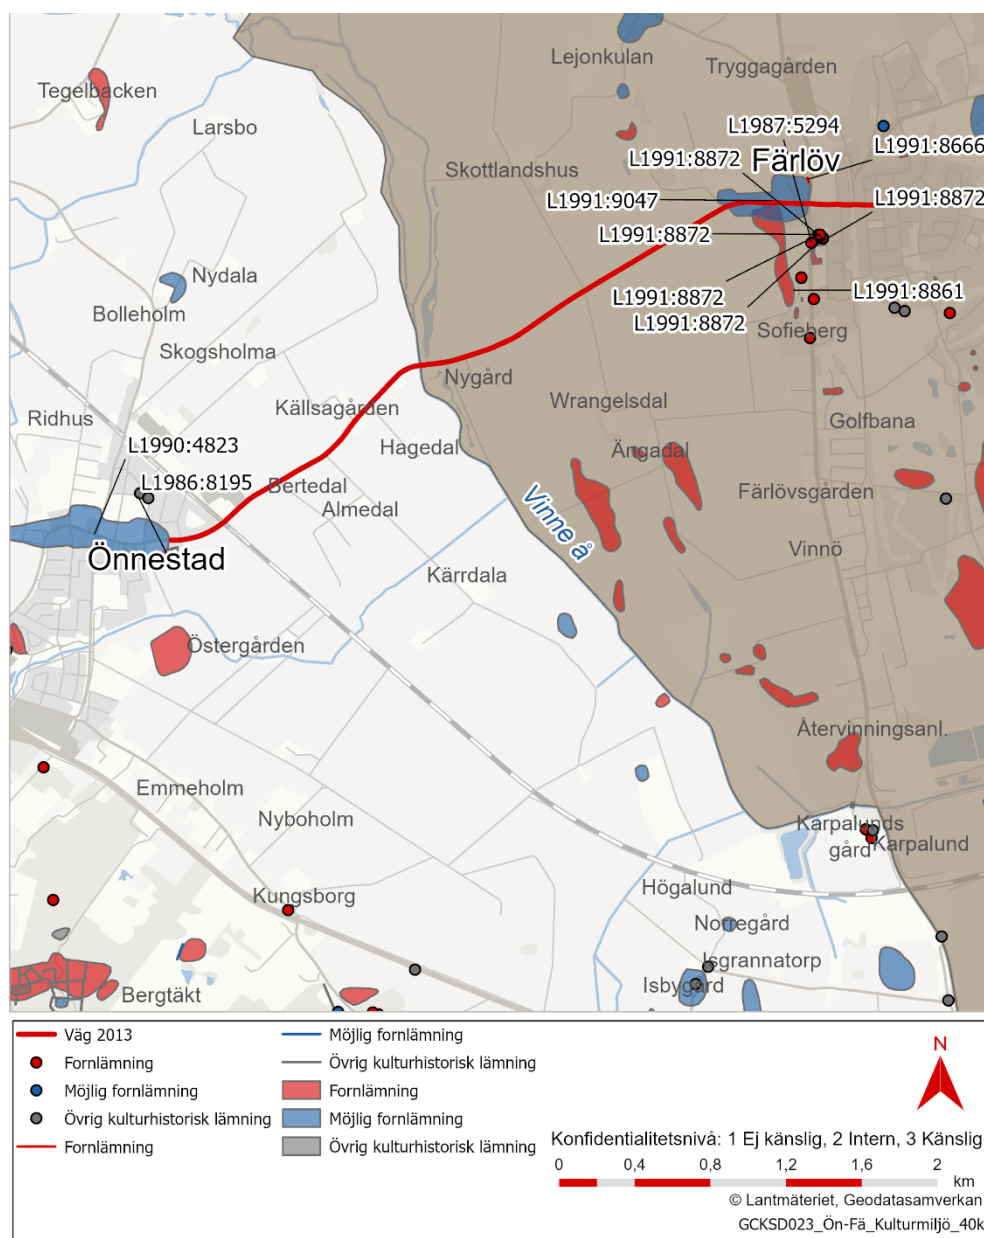 Lejonkulan
Tryggagården
Tegelbacken
Larsbo
L1987:5294
L1991:8666
L1991:8872
Färlöv
Skottlandshus
L1991:9047
L1991:8872
L1991:8872
Nydala
L1991:8872
L1991:8861
Bolleholm
L1991:8872
Sofieberg
Skogsholma
Nygård
Wrangelsdal
Källsagården
Ridhus
Golfbana
L1990:4823
Hagedal
Ängadal
L1986:8195
Bertedal
Färlövsgården
Almedal
Vinne å
Önnestad
Vinnö
Kärrdala
Östergården
Återvinningsanl.
Emmeholm
Nyboholm
Karpalunds
gård
Karpalund
Högalund
Kungsborg
Norregård
Isgrannatorp
Isbygård
Bergtäkt
Väg 2013
Fornlämning
Möjlig fornlämning
Övrig kulturhistorisk lämning
Fornlämning
Möjlig fornlämning
Övrig kulturhistorisk lämning
Fornlämning
Möjlig fornlämning
Övrig kulturhistorisk lämning
N
Konfidentialitetsnivå: 1 Ej känslig, 2 Intern, 3 Känslig
0 0,4 0,8 1,2 1,6 2
km
© Lantmäteriet, Geodatasamverkan
GCKSD023_Ön-Fä_Kulturmiljö_40k